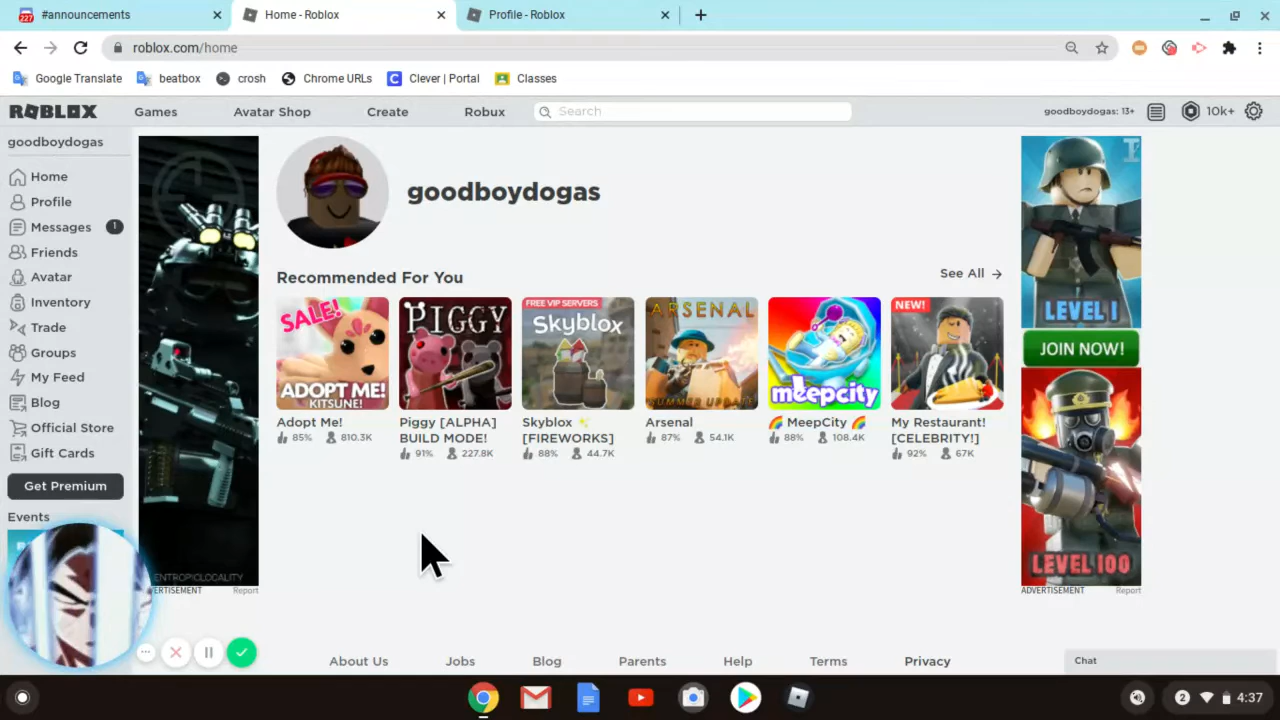 227
#announcements
Home - Roblox
Profile - Roblox
roblox.com/home
Google Translate
beatbox
crosh
Chrome URLs
Clever | Portal
Classes
ROBLOX
Games
Avatar Shop
Create
Robux
Search
goodboydogas: 13+
10k+
goodboydogas
Home
Profile
Messages
1
Friends
Avatar
Inventory
Trade
Groups
My Feed
Blog
Official Store
Gift Cards
Get Premium
Events
ENTROPICLOCALITY
VERTISEMENT
Report
goodboydogas
Recommended For You
See All →
SALE!
ADOPT ME!
KITSUNE!
Adopt Me!
85% 810.3K
PIGGY
Piggy [ALPHA]
BUILD MODE!
91% 227.8K
FREE VIP SERVERS
Skyblox
Skyblox ✨
[FIREWORKS]
88% 44.7K
ARSENAL
SUMMER UPDATE
Arsenal
87% 54.1K
meepcity
🌈 MeepCity 🌈
88% 108.4K
NEW!
My Restaurant!
[CELEBRITY!]
92% 67K
LEVEL 1
JOIN NOW!
LEVEL 100
ADVERTISEMENT
Report
About Us
Jobs
Blog
Parents
Help
Terms
Privacy
Chat
2
4:37